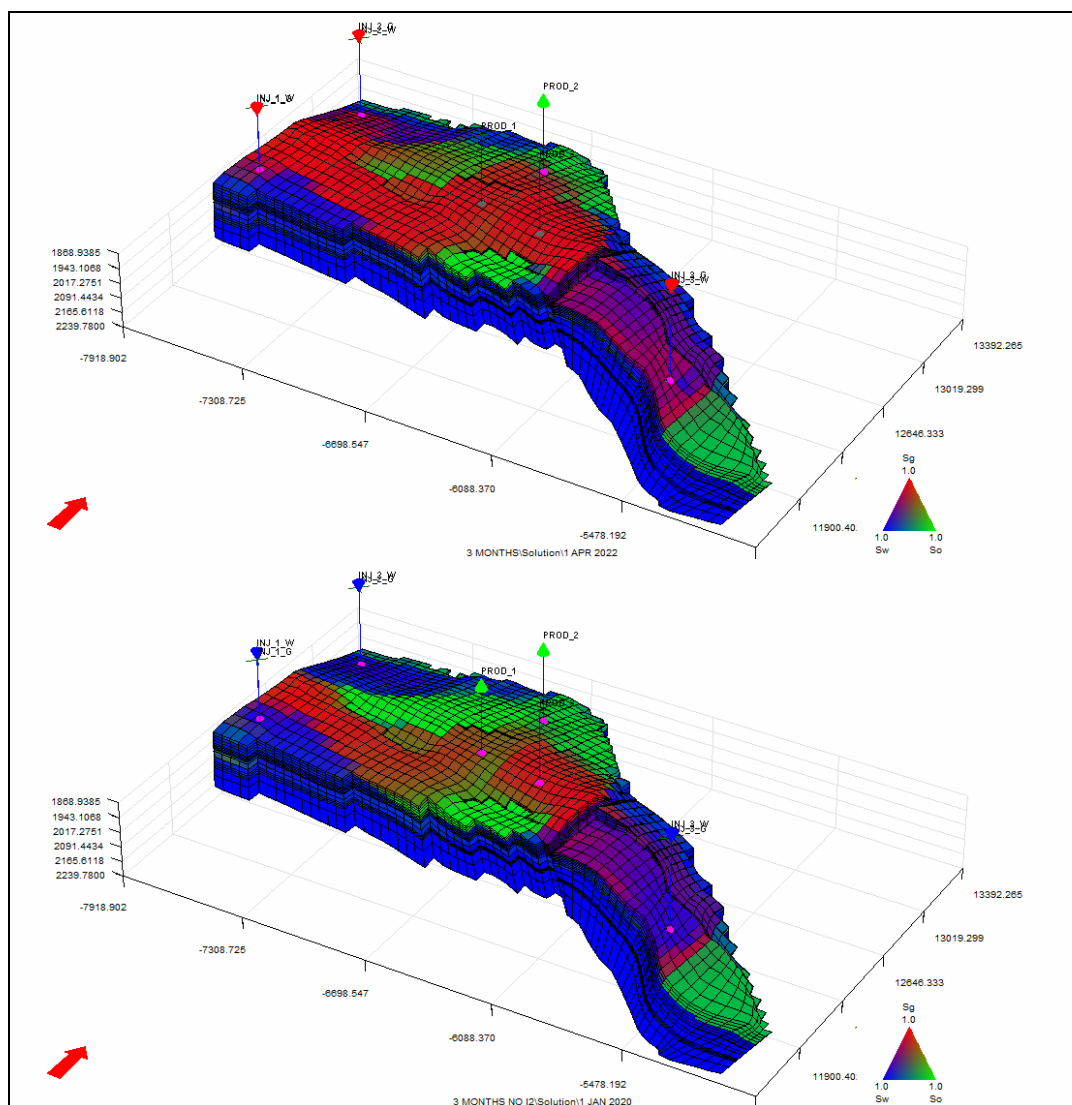 INJ_2_W
INJ_1_W
PROD_2
PROD_1
INJ_3_G
1868.9385
1943.1068
2017.2751
2091.4434
2165.6118
2239.7800
-7918.902
-7308.725
-6698.547
-6088.370
-5478.192
13392.265
13019.299
12646.333
11900.40
Sg
1.0
1.0 1.0
Sw So
3 MONTHS\Solution\1 APR 2022
INJ_1_W
INJ_1_G
PROD_2
PROD_1
INJ_3_W
1868.9385
1943.1068
2017.2751
2091.4434
2165.6118
2239.7800
-7918.902
-7308.725
-6698.547
-6088.370
-5478.192
13392.265
13019.299
12646.333
11900.40
Sg
1.0
1.0 1.0
Sw So
3 MONTHS NO I2\Solution\1 JAN 2020